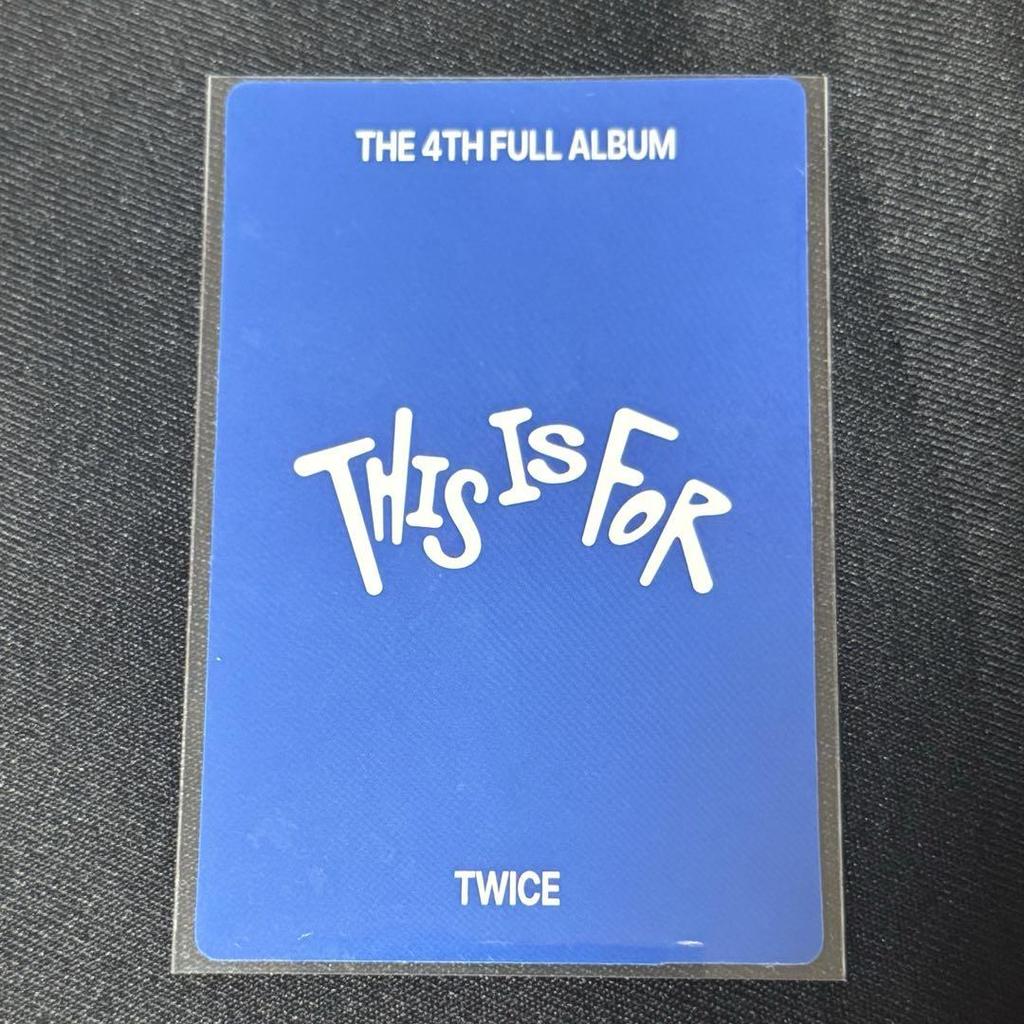 THE 4TH FULL ALBUM
THIS IS FOR
TWICE